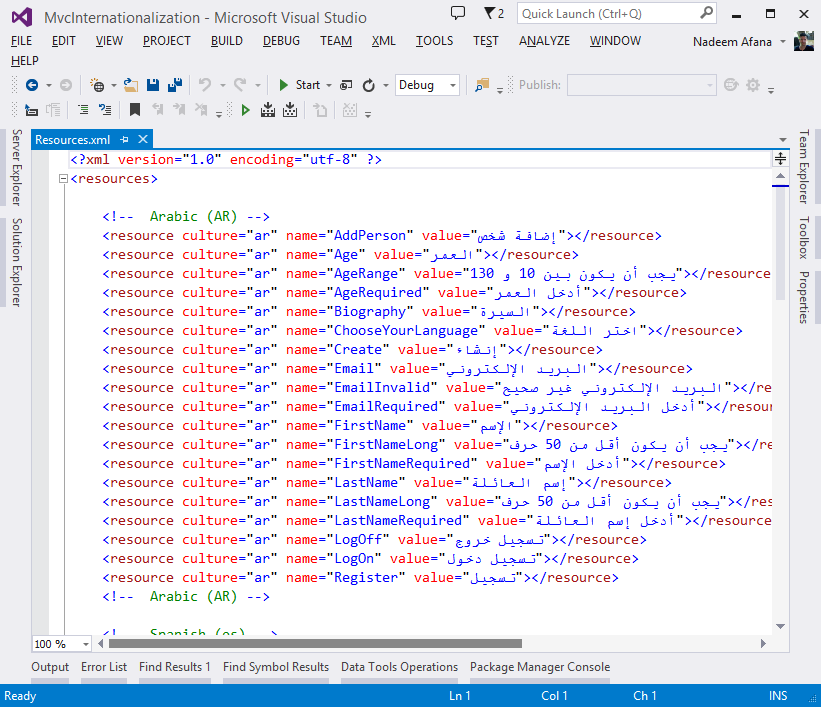 MvcInternationalization - Microsoft Visual Studio
2
Quick Launch (Ctrl+Q)
FILE EDIT VIEW PROJECT BUILD DEBUG TEAM XML TOOLS TEST ANALYZE WINDOW
Nadeem Afana
HELP
Start
Debug
Publish:
Server Explorer
Solution Explorer
Resources.xml
Team Explorer
Toolbox
Properties
<?xml version="1.0" encoding="utf-8" ?>
<resources>
<!-- Arabic (AR) -->
<resource culture="ar" name="AddPerson" value="إضافة شخص"></resource>
<resource culture="ar" name="Age" value="العمر"></resource>
<resource culture="ar" name="AgeRange" value="يجب أن يكون بين 10 و 130"></resource
<resource culture="ar" name="AgeRequired" value="أدخل العمر"></resource>
<resource culture="ar" name="Biography" value="السيرة"></resource>
<resource culture="ar" name="ChooseYourLanguage" value="اختر اللغة"></resource>
<resource culture="ar" name="Create" value="إنشاء"></resource>
<resource culture="ar" name="Email" value="البريد الإلكتروني"></resource>
<resource culture="ar" name="EmailInvalid" value="البريد الإلكتروني غير صحيح"></re
<resource culture="ar" name="EmailRequired" value="أدخل البريد الإلكتروني"></resour
<resource culture="ar" name="FirstName" value="الإسم"></resource>
<resource culture="ar" name="FirstNameLong" value="يجب أن يكون أقل من 50 حرف"></re
<resource culture="ar" name="FirstNameRequired" value="أدخل الإسم"></resource>
<resource culture="ar" name="LastName" value="إسم العائلة"></resource>
<resource culture="ar" name="LastNameLong" value="يجب أن يكون أقل من 50 حرف"></res
<resource culture="ar" name="LastNameRequired" value="أدخل إسم العائلة"></resource
<resource culture="ar" name="LogOff" value="تسجيل خروج"></resource>
<resource culture="ar" name="LogOn" value="تسجيل دخول"></resource>
<resource culture="ar" name="Register" value="تسجيل"></resource>
<!-- Arabic (AR) -->
<!-- Spanish (es) -->
100 %
Output Error List Find Results 1 Find Symbol Results Data Tools Operations Package Manager Console
Ready Ln 1 Col 1 Ch 1 INS